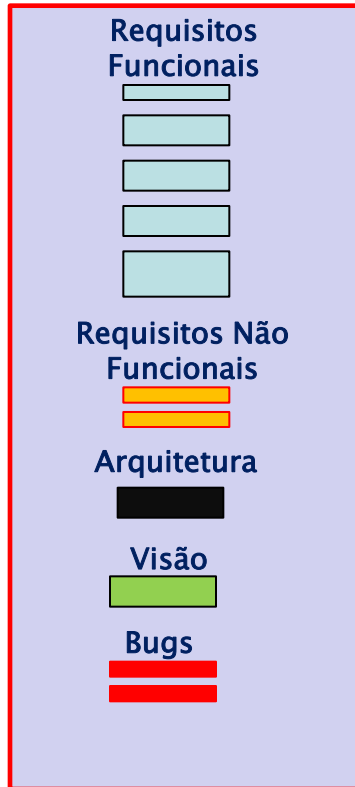 Requisitos
Funcionais
Requisitos Não
Funcionais
Arquitetura
Visão
Bugs